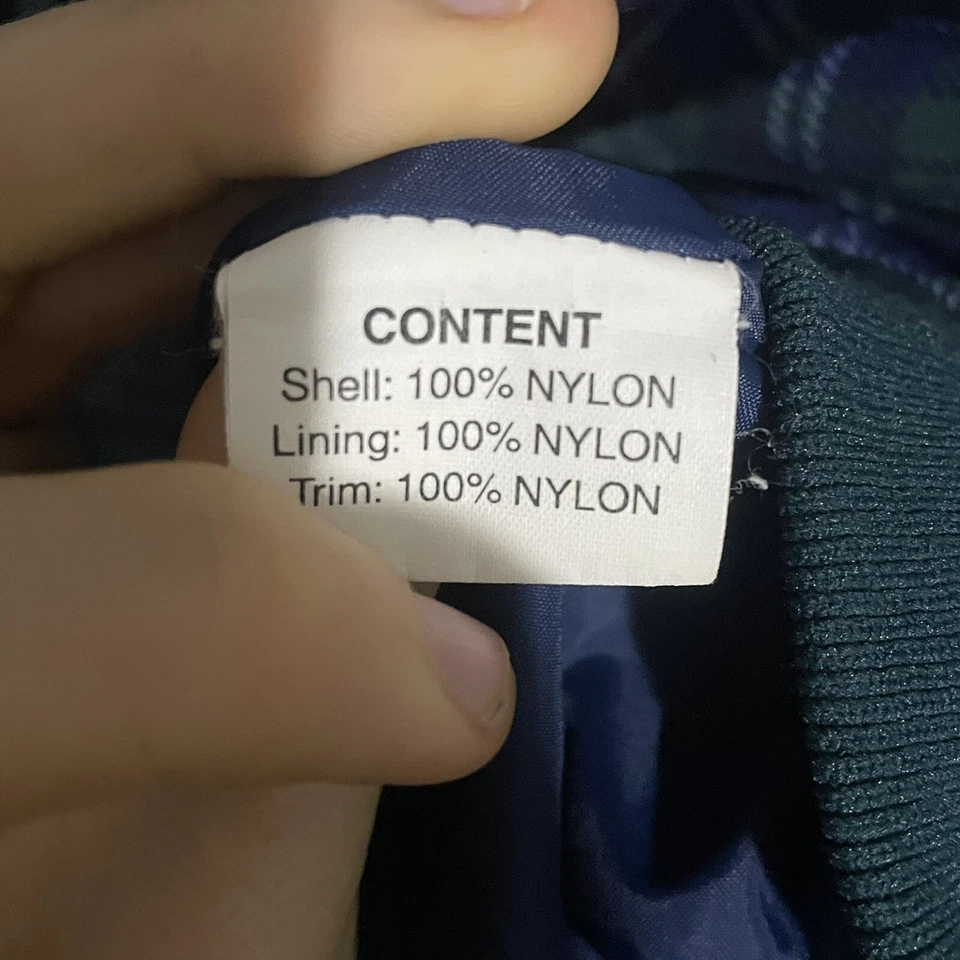 CONTENT
Shell: 100% NYLON
Lining: 100% NYLON
Trim: 100% NYLON